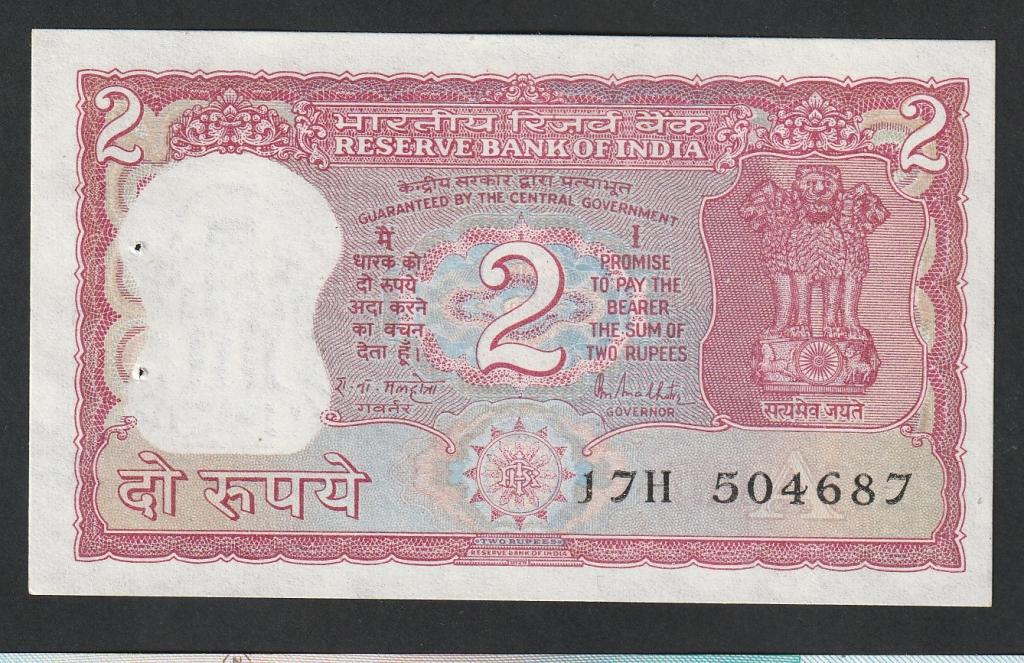 2
2
भारतीय रिज़र्व बैंक
RESERVE BANK OF INDIA
केन्द्रीय सरकार द्वारा प्रत्याभूत
GUARANTEED BY THE CENTRAL GOVERNMENT
मैं
धारक को
दो रुपये
अदा करने
का वचन
देता हूँ।
2
I
PROMISE
TO PAY THE
BEARER
THE SUM OF
TWO RUPEES
रा. ना. मलहोत्रा
गवर्नर
GOVERNOR
सत्यमेव जयते
दो रुपये
J7H 504687
A
TWO RUPEES
RESERVE BANK OF INDIA